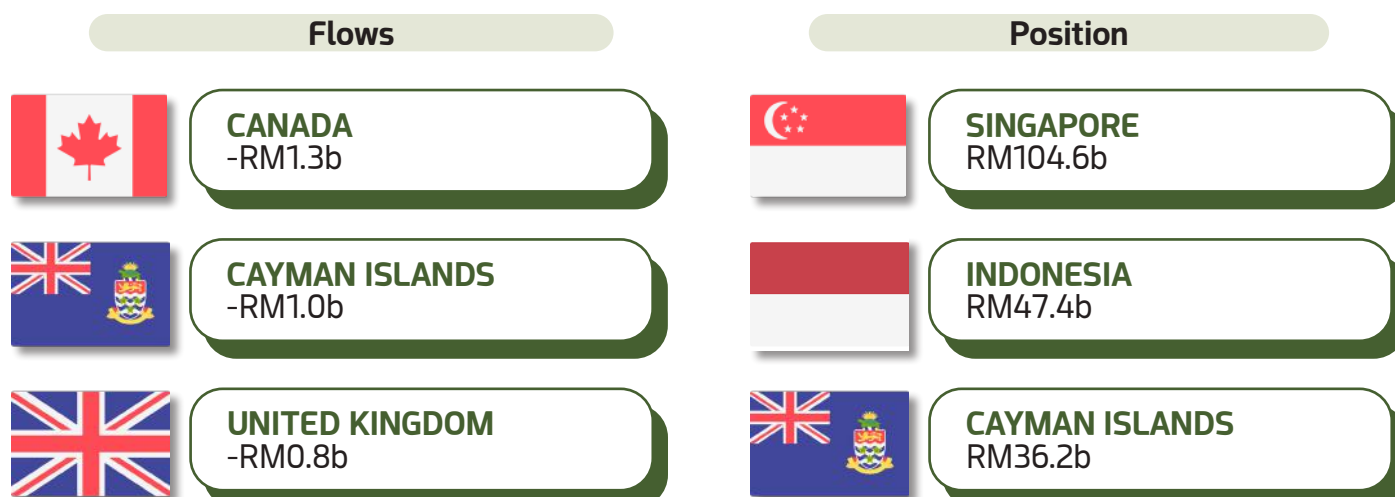 Flows
CANADA
-RM1.3b
CAYMAN ISLANDS
-RM1.0b
UNITED KINGDOM
-RM0.8b
Position
SINGAPORE
RM104.6b
INDONESIA
RM47.4b
CAYMAN ISLANDS
RM36.2b